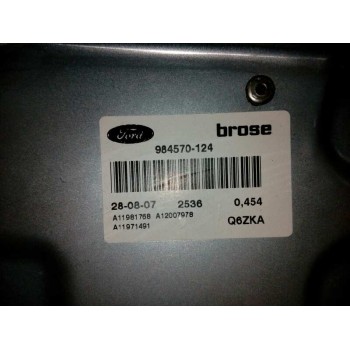 Ford brose
984570-124
28-08-07 2536 0,454
A11981768 A12007978 Q6ZKA
A11971491